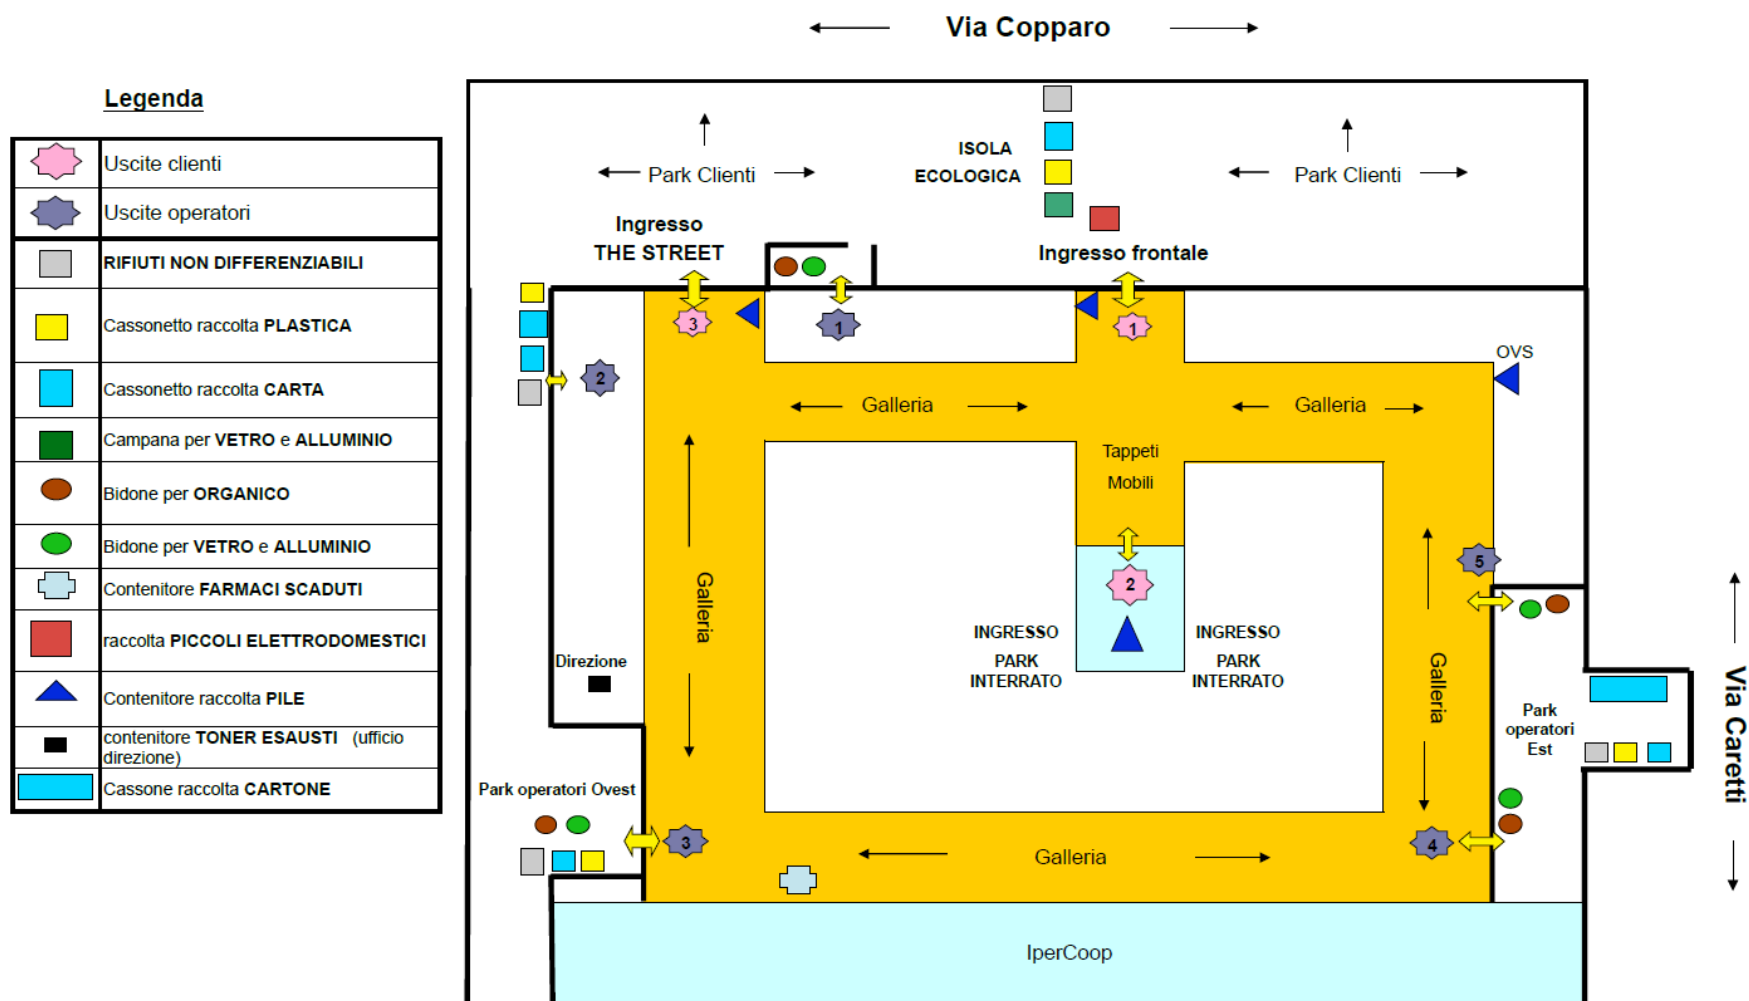 Via Copparo
Legenda
Uscite clienti
Uscite operatori
RIFIUTI NON DIFFERENZIABILI
Cassonetto raccolta PLASTICA
Cassonetto raccolta CARTA
Campana per VETRO e ALLUMINIO
Bidone per ORGANICO
Bidone per VETRO e ALLUMINIO
Contenitore FARMACI SCADUTI
raccolta PICCOLI ELETTRODOMESTICI
Contenitore raccolta PILE
contenitore TONER ESAUSTI (ufficio
direzione)
Cassone raccolta CARTONE
ISOLA
ECOLOGICA
Park Clienti
Park Clienti
Ingresso
THE STREET
Ingresso frontale
3
1
1
2
OVS
Galleria
Galleria
Tappeti
Mobili
2
5
Galleria
INGRESSO
PARK
INTERRATO
INGRESSO
PARK
INTERRATO
Direzione
Galleria
Park
operatori
Est
Via Caretti
Park operatori Ovest
3
4
Galleria
IperCoop